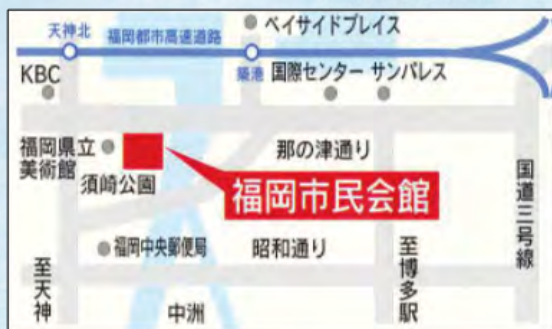 ベイサイドプレイス
天神北
福岡都市高速道路
KBC
築港
国際センター
サンパレス
福岡県立
美術館
須崎公園
那の津通り
福岡市民会館
国道三号線
福岡中央郵便局
昭和通り
至天神
中洲
至博多駅